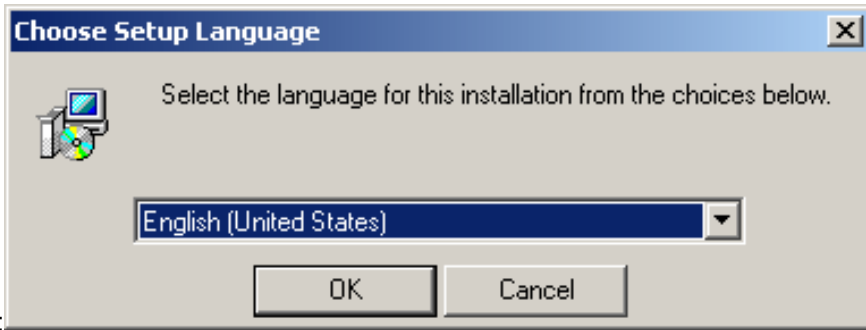 Choose Setup Language
Select the language for this installation from the choices below.
English (United States)
OK
Cancel